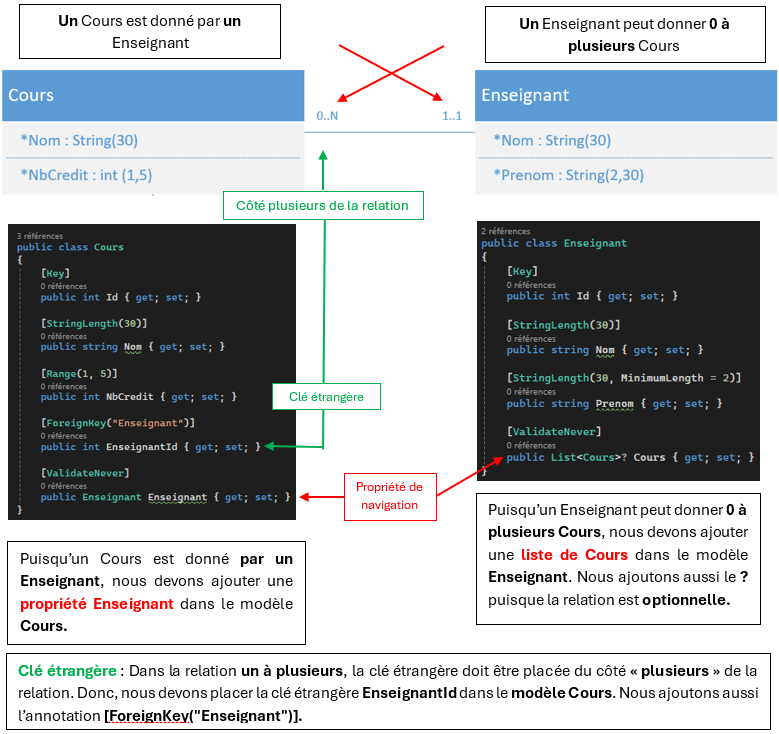 Un Cours est donné par un
Enseignant
Un Enseignant peut donner 0 à
plusieurs Cours
Cours
*Nom : String(30)
*NbCredit : int (1,5)
0..N
1..1
Enseignant
*Nom : String(30)
*Prenom : String(2,30)
Côté plusieurs de la relation
3 références
public class Cours
{
[Key]
0 références
public int Id { get; set; }
[StringLength(30)]
0 références
public string Nom { get; set; }
[Range(1, 5)]
0 références
public int NbCredit { get; set; }
[ForeignKey("Enseignant")]
0 références
public int EnseignantId { get; set; }
[ValidateNever]
0 références
public Enseignant Enseignant { get; set; }
}
Clé étrangère
Propriété de
navigation
2 références
public class Enseignant
{
[Key]
0 références
public int Id { get; set; }
[StringLength(30)]
0 références
public string Nom { get; set; }
[StringLength(30, MinimumLength = 2)]
0 références
public string Prenom { get; set; }
[ValidateNever]
0 références
public List<Cours>? Cours { get; set; }
}
Puisqu'un Cours est donné par un
Enseignant, nous devons ajouter une
propriété Enseignant dans le modèle
Cours.
Puisqu'un Enseignant peut donner 0 à
plusieurs Cours, nous devons ajouter
une liste de Cours dans le modèle
Enseignant. Nous ajoutons aussi le ?
puisque la relation est optionnelle.
Clé étrangère : Dans la relation un à plusieurs, la clé étrangère doit être placée du côté « plusieurs » de la
relation. Donc, nous devons placer la clé étrangère EnseignantId dans le modèle Cours. Nous ajoutons aussi
l'annotation [ForeignKey("Enseignant")].